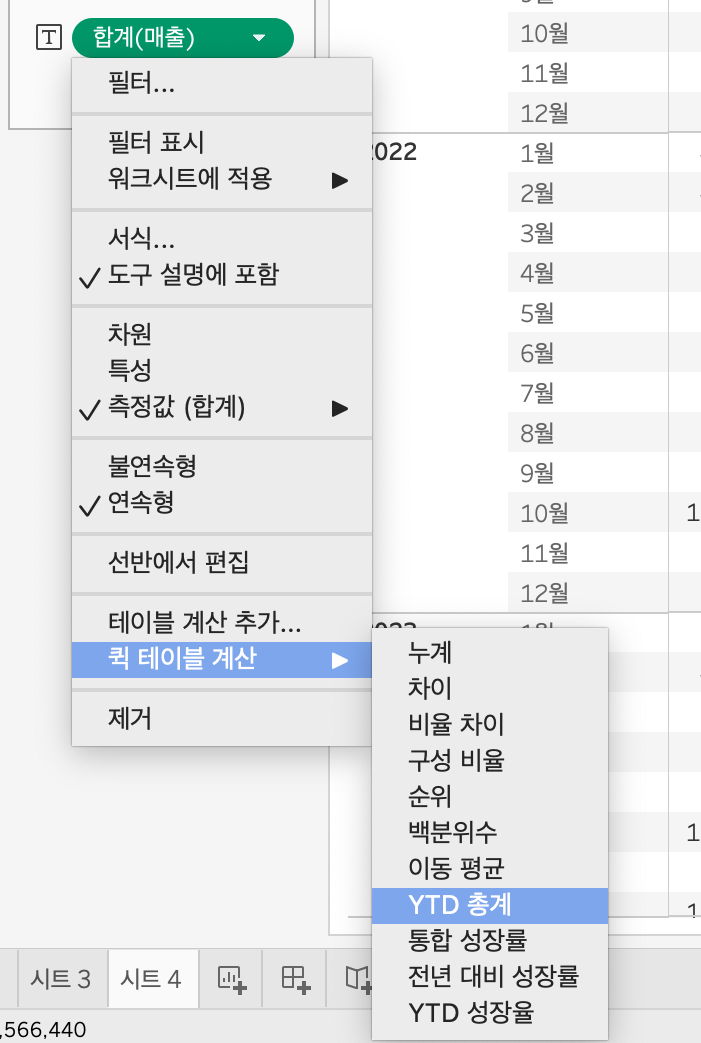 T 합계(매출)
필터...
필터 표시
워크시트에 적용
서식...
도구 설명에 포함
차원
특성
측정값 (합계)
불연속형
연속형
선반에서 편집
테이블 계산 추가...
퀵 테이블 계산
제거
누계
차이
비율 차이
구성 비율
순위
백분위수
이동 평균
YTD 총계
통합 성장률
전년 대비 성장률
YTD 성장율
10월
11월
12월
2022
1월
2월
3월
4월
5월
6월
7월
8월
9월
10월
11월
12월
시트 3
시트 4
,566,440